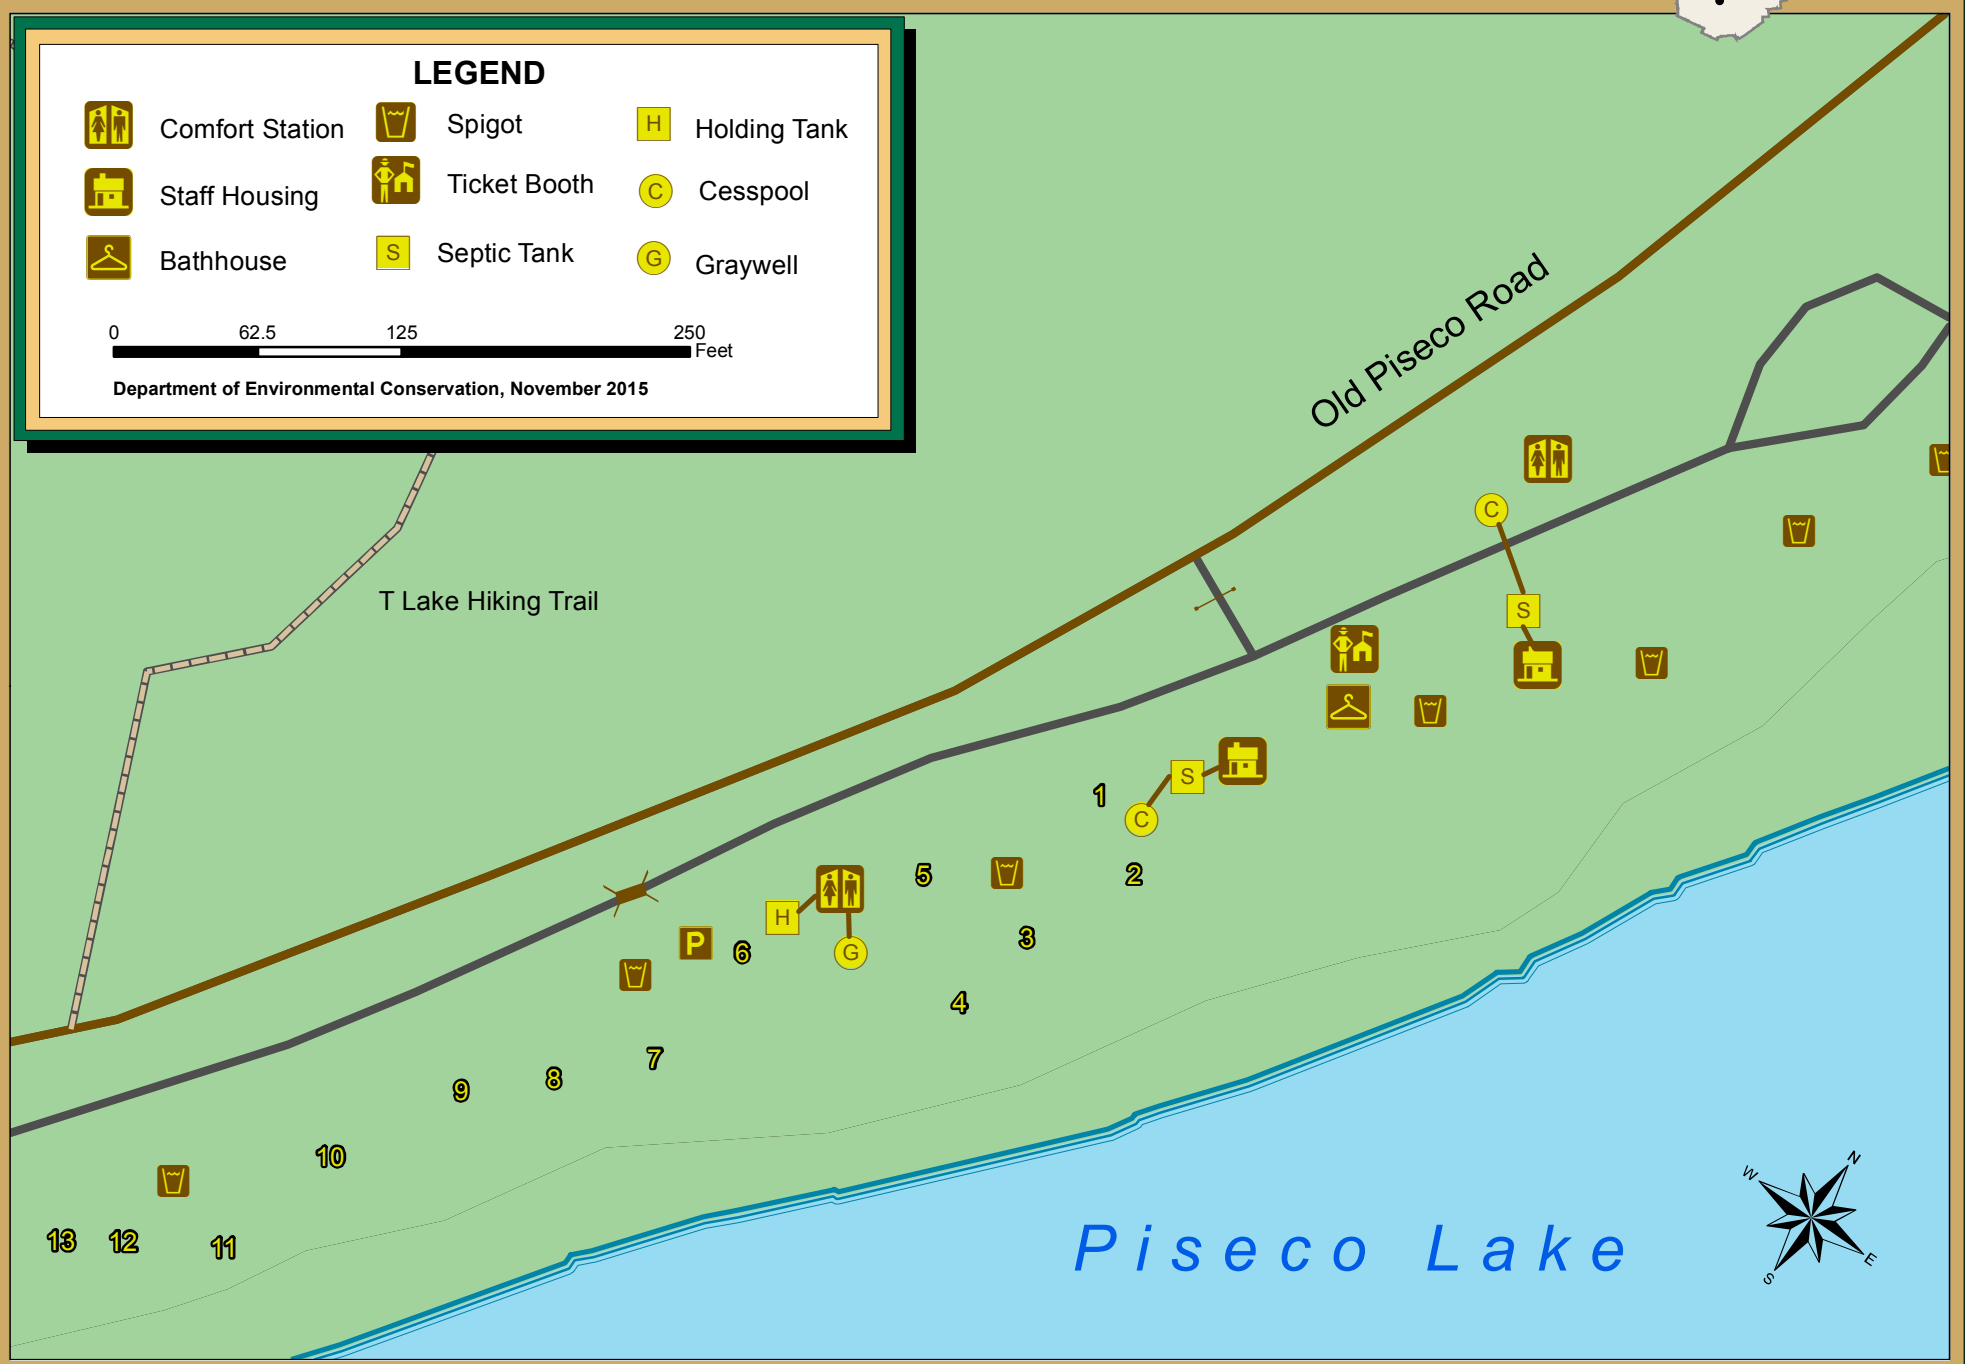 LEGEND
Comfort Station
Spigot
H Holding Tank
Staff Housing
Ticket Booth
C Cesspool
Bathhouse
S Septic Tank
G Graywell
0 62.5 125 250
Feet
Department of Environmental Conservation, November 2015
Old Piseco Road
C
T Lake Hiking Trail
S
S
1
C
5
2
H
P
6
G
3
4
7
8
9
10
13
12
11
Piseco Lake
N
W
E
S